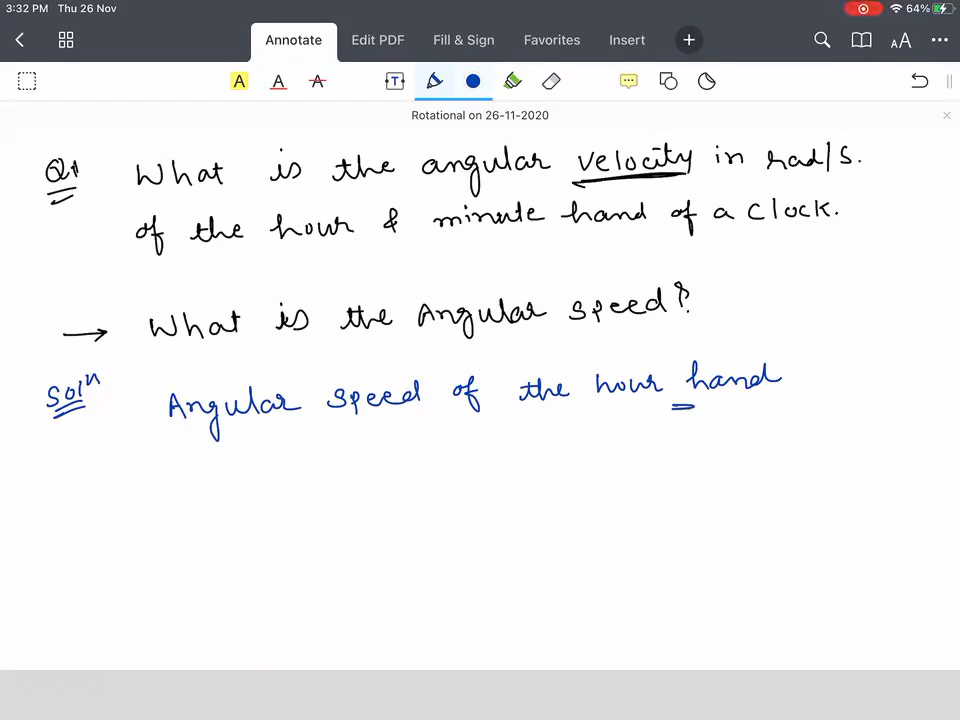 3:32 PM Thu 26 Nov 64%
Annotate Edit PDF Fill & Sign Favorites Insert
Rotational on 26-11-2020
Q1 What is the angular velocity in rad/s.
of the hour & minute hand of a clock.
→ What is the Angular speed?
Solⁿ Angular speed of the hour hand